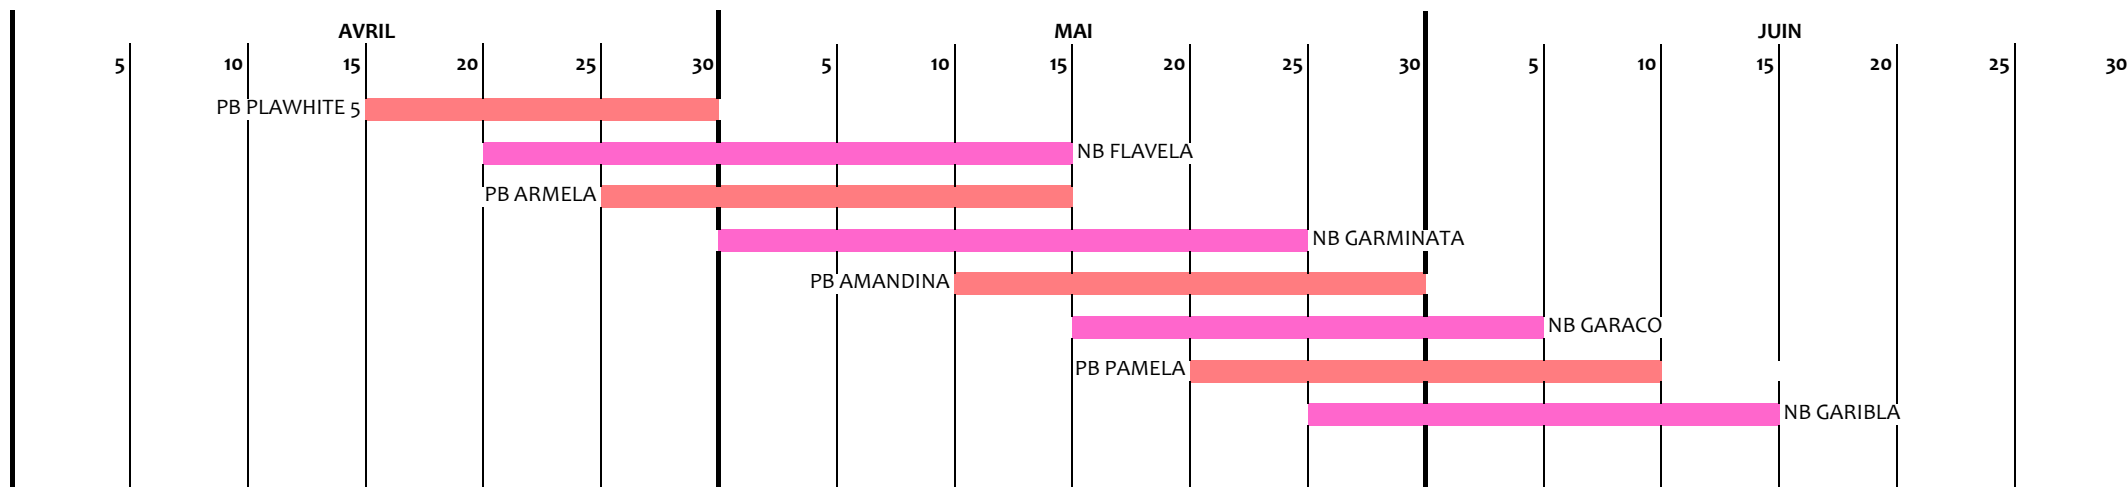 AVRIL MAI JUIN
5 10 15 20 25 30 5 10 15 20 25 30 5 10 15 20 25 30
PB PLAWHITE 5
NB FLAVELA
PB ARMELA
NB GARMINATA
PB AMANDINA
NB GARACO
PB PAMELA
NB GARIBLA